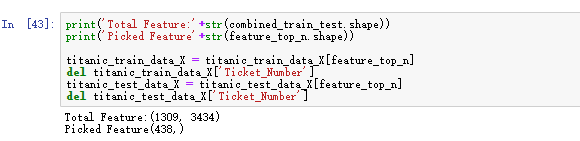 In [43]:
print('Total Feature:'+str(combined_train_test.shape))
print('Picked Feature'+str(feature_top_n.shape))
titanic_train_data_X = titanic_train_data_X[feature_top_n]
del titanic_train_data_X['Ticket_Number']
titanic_test_data_X = titanic_test_data_X[feature_top_n]
del titanic_test_data_X['Ticket_Number']
Total Feature:(1309, 3434)
Picked Feature(438,)